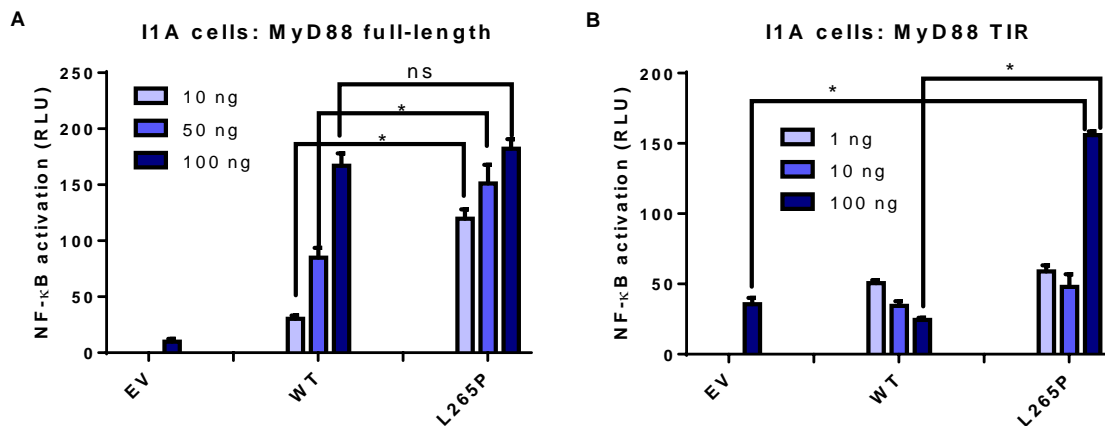 A
I1A cells: MyD88 full-length
NF-κB activation (RLU)
250
200
150
100
50
0
10 ng
50 ng
100 ng
ns
*
*
EV
WT
L265P
B
I1A cells: MyD88 TIR
NF-κB activation (RLU)
200
150
100
50
0
1 ng
10 ng
100 ng
*
*
EV
WT
L265P